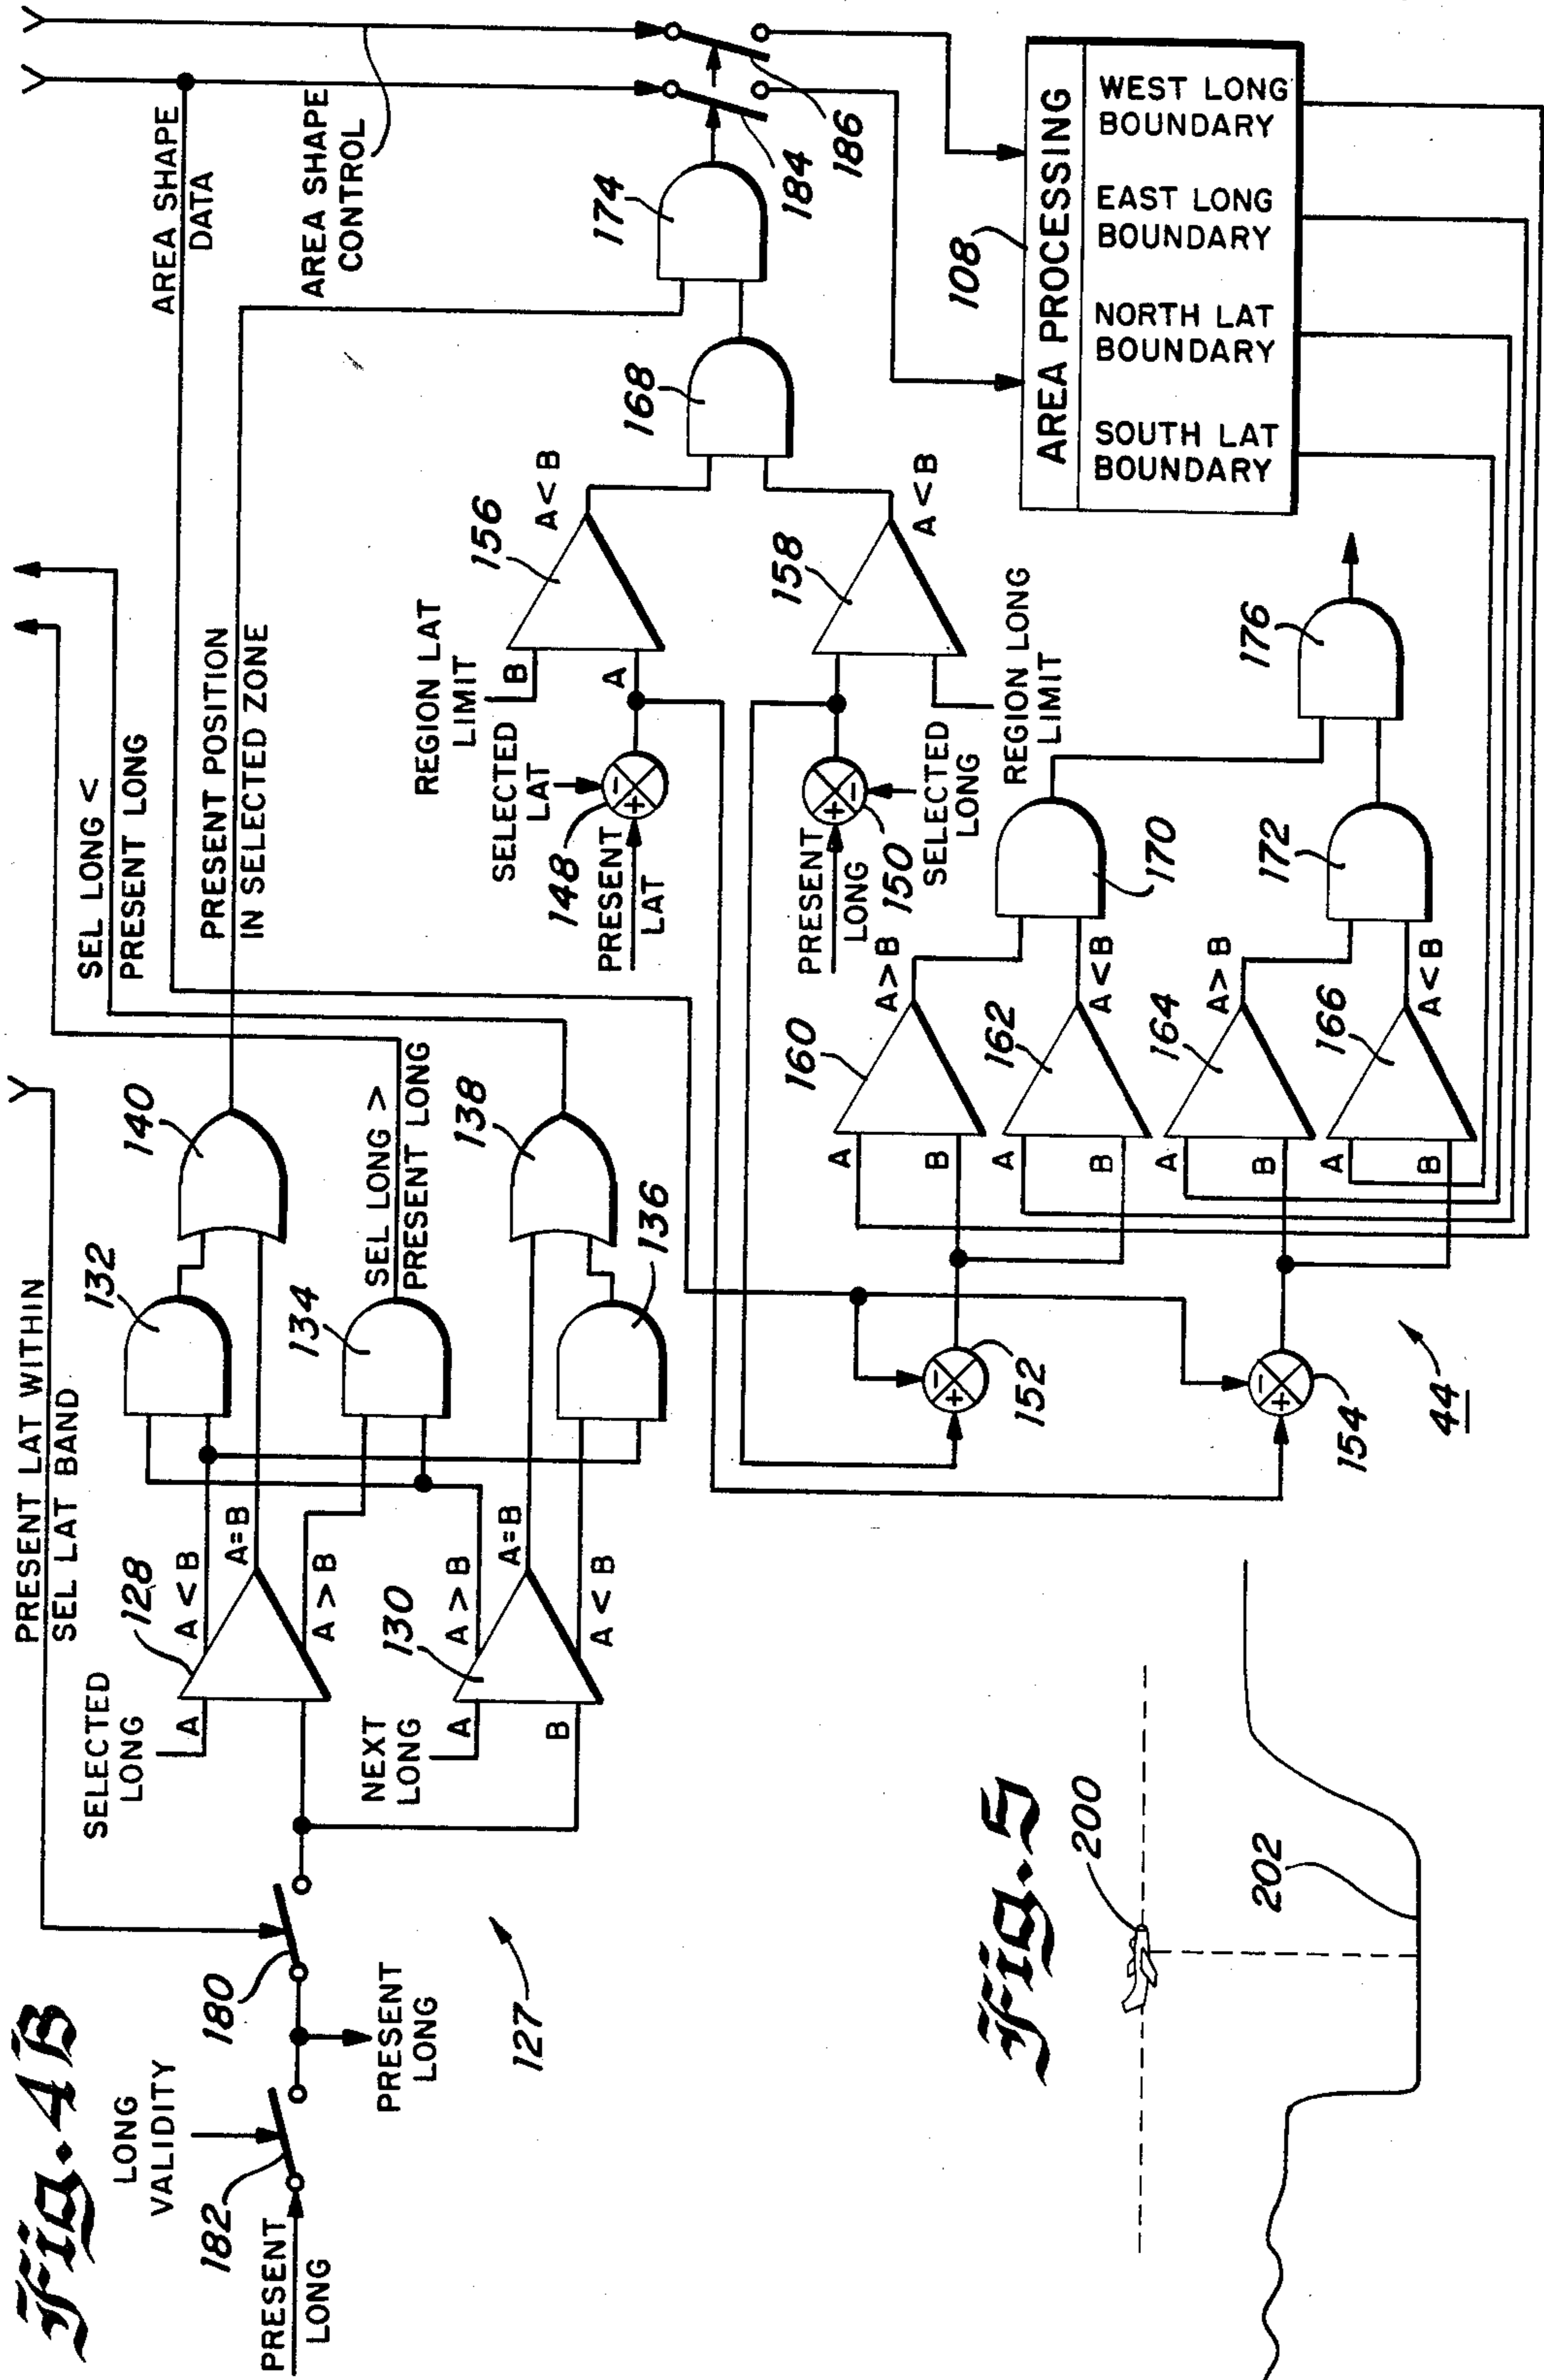 Fig. 4B
PRESENT LAT WITHIN
SEL LAT BAND
LONG
VALIDITY
182
PRESENT
LONG
180
PRESENT
LONG
127
SELECTED
LONG
A
128
A < B
A = B
A > B
NEXT
LONG
A
B
130
A > B
A = B
A < B
132
134
136
140
138
SEL LONG >
PRESENT LONG
SEL LONG <
PRESENT LONG
PRESENT POSITION
IN SELECTED ZONE
AREA SHAPE
DATA
AREA SHAPE
CONTROL
174
184
186
REGION LAT
LIMIT
SELECTED
LAT
148
PRESENT
LAT
B
A
156
A < B
168
PRESENT
LONG
150
SELECTED
LONG
158
A < B
REGION LONG
LIMIT
108
AREA PROCESSING
SOUTH LAT
BOUNDARY
NORTH LAT
BOUNDARY
EAST LONG
BOUNDARY
WEST LONG
BOUNDARY
152
154
A
B
160
A > B
A
B
162
A < B
170
A
B
164
A > B
A
B
166
A < B
172
176
44
Fig. 5
200
202